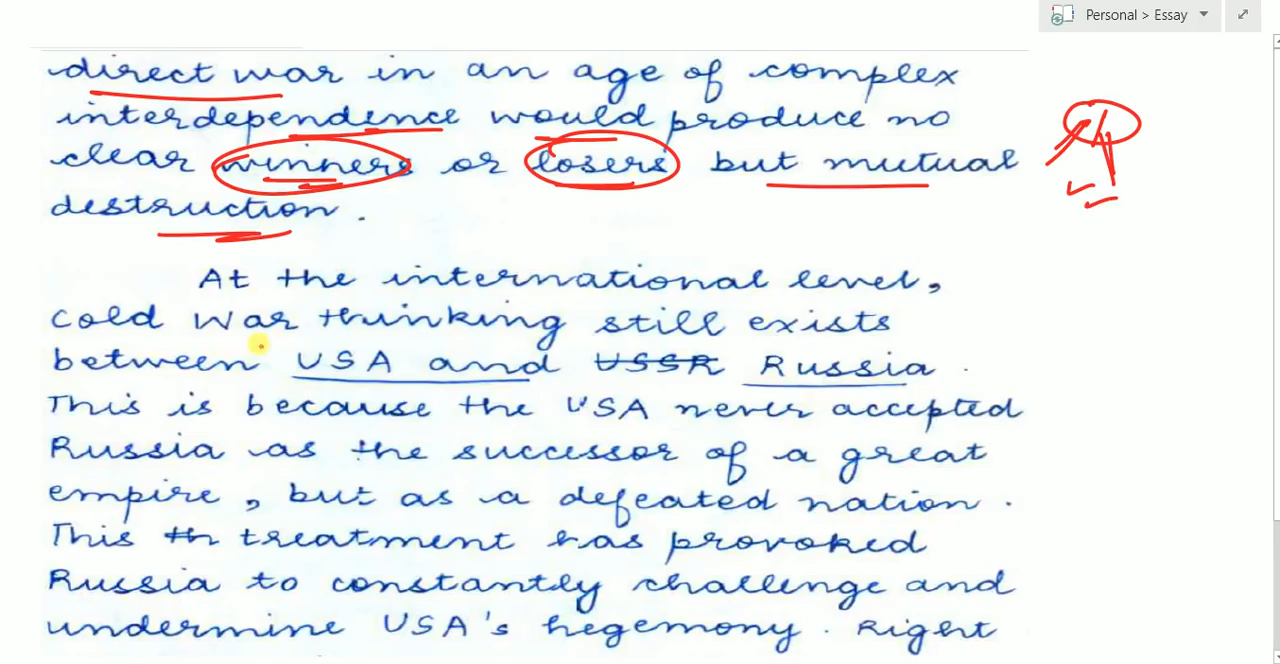 Personal > Essay
direct war in an age of complex
interdependence would produce no
clear winners or losers but mutual
destruction.
At the international level,
cold war thinking still exists
between USA and USSR Russia.
This is because the USA never accepted
Russia as the successor of a great
empire, but as a defeated nation.
This th treatment has provoked
Russia to constantly challenge and
undermine USA's hegemony. Right